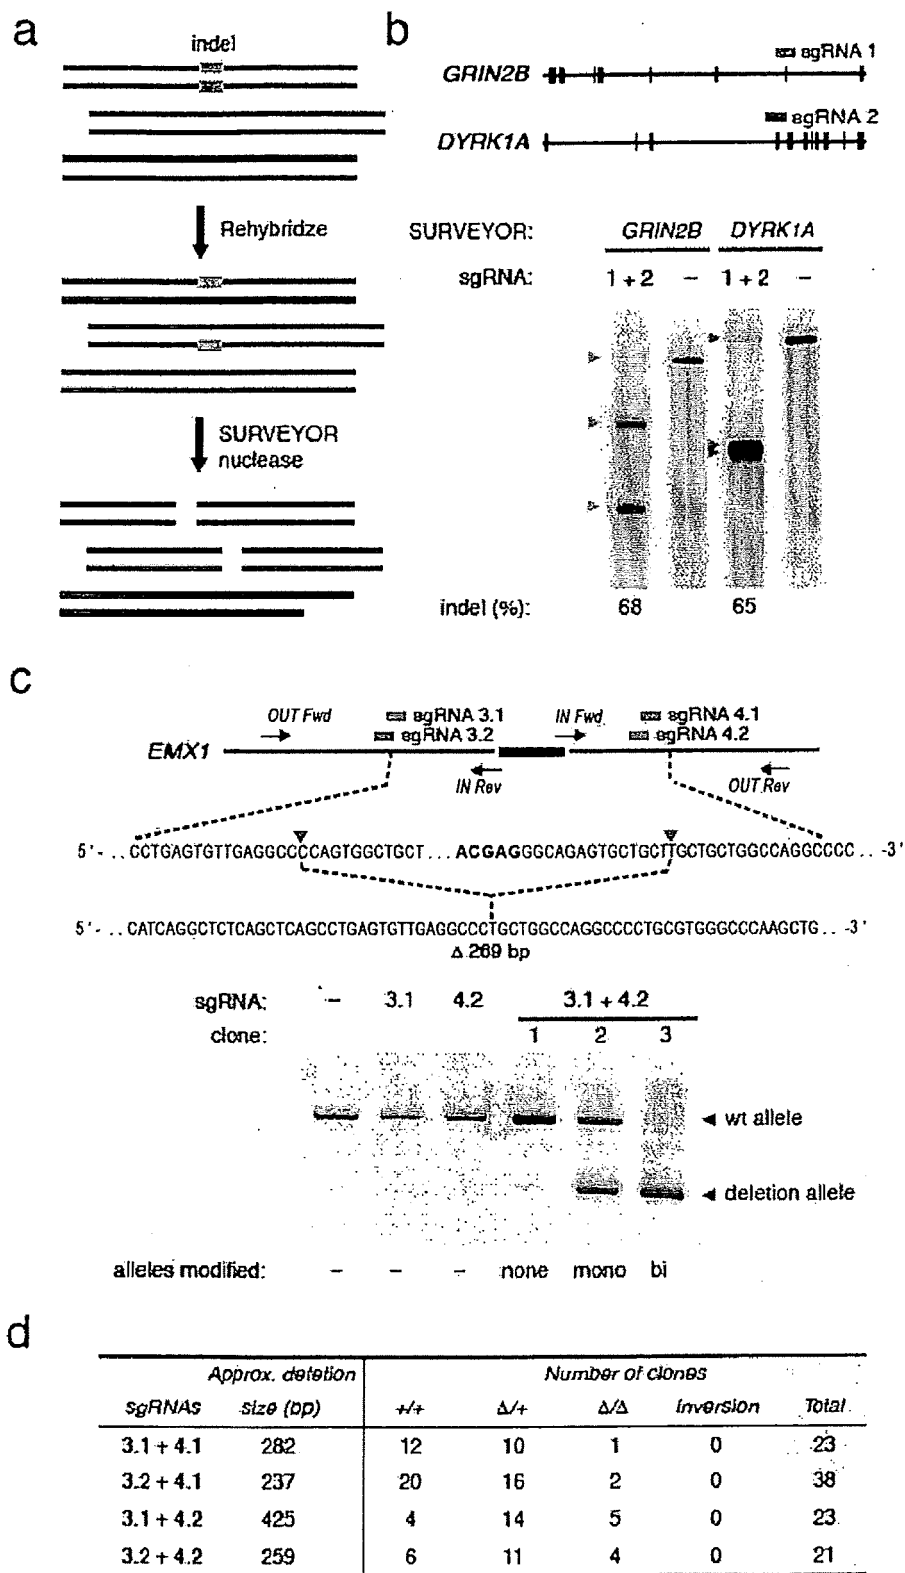 a
indel
Rehybridze
SURVEYOR
nuclease
b
sgRNA 1
GRIN2B
sgRNA 2
DYRK1A
SURVEYOR: GRIN2B DYRK1A
sgRNA: 1 + 2 – 1 + 2 –
indel (%): 68 65
c
OUT Fwd sgRNA 3.1 IN Fwd sgRNA 4.1
sgRNA 3.2 sgRNA 4.2
EMX1
IN Rev OUT Rev
5'- ..CCTGAGTGTTGAGGCCCCAGTGGCTGCT...ACGAGGGCAGAGTGCTGCTTGCTGCTGGCCAGGCCCC.. -3'
5'- ..CATCAGGCTCTCAGCTCAGCCTGAGTGTTGAGGCCCTGCTGGCCAGGCCCCTGCGTGGGCCCAAGCTG.. -3'
Δ 269 bp
sgRNA: – 3.1 4.2 3.1 + 4.2
clone: 1 2 3
wt allele
deletion allele
alleles modified: – – – none mono bi
d
Approx. deletion Number of clones
sgRNAs size (bp) +/+ Δ/+ Δ/Δ inversion Total
3.1 + 4.1 282 12 10 1 0 23
3.2 + 4.1 237 20 16 2 0 38
3.1 + 4.2 425 4 14 5 0 23
3.2 + 4.2 259 6 11 4 0 21